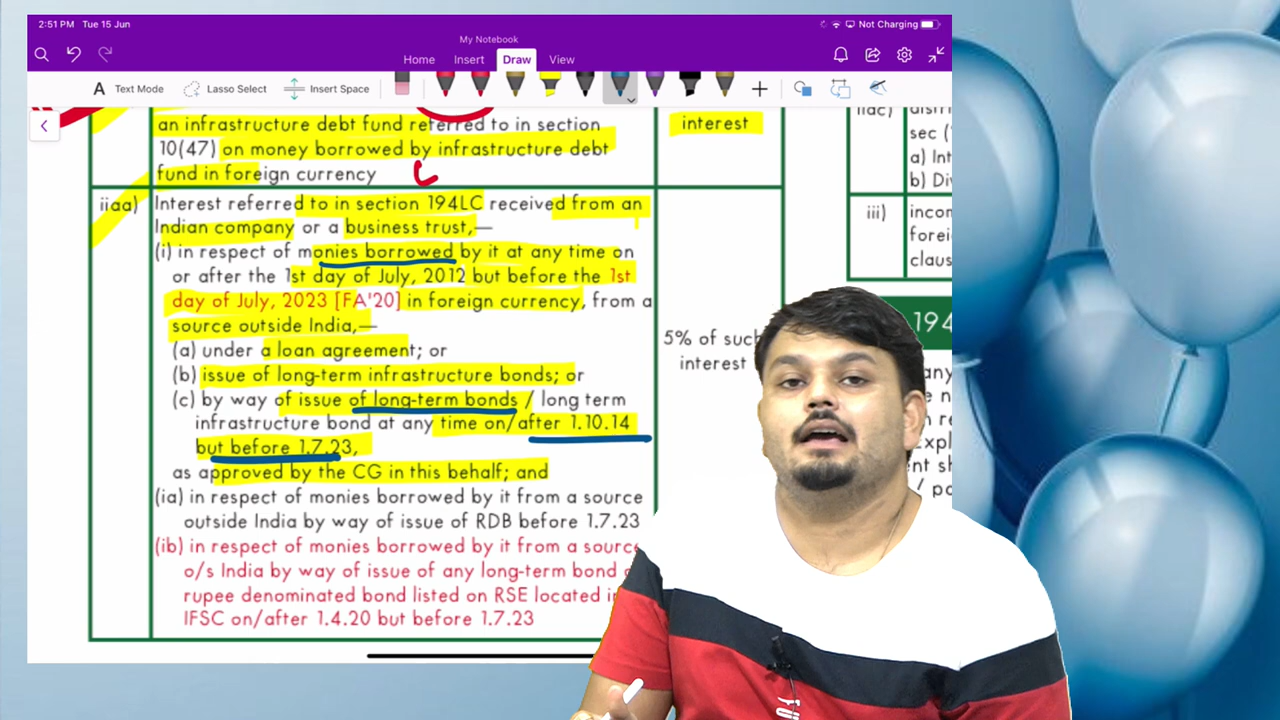 2:51 PM Tue 15 Jun
Not Charging
My Notebook
Home Insert Draw View
A Text Mode Lasso Select Insert Space
an infrastructure debt fund referred to in section
10(47) on money borrowed by infrastructure debt
fund in foreign currency
interest
iiaa) Interest referred to in section 194LC received from an
Indian company or a business trust,—
(i) in respect of monies borrowed by it at any time on
or after the 1st day of July, 2012 but before the 1st
day of July, 2023 [FA'20] in foreign currency, from a
source outside India,—
(a) under a loan agreement; or
(b) issue of long-term infrastructure bonds; or
(c) by way of issue of long-term bonds / long term
infrastructure bond at any time on/after 1.10.14
but before 1.7.23,
as approved by the CG in this behalf; and
(ia) in respect of monies borrowed by it from a source
outside India by way of issue of RDB before 1.7.23
(ib) in respect of monies borrowed by it from a source
o/s India by way of issue of any long-term bond
rupee denominated bond listed on RSE located in
IFSC on/after 1.4.20 but before 1.7.23
5% of such
interest
sec (
a) Int
b) Di
iii) incom
forei
claus
194